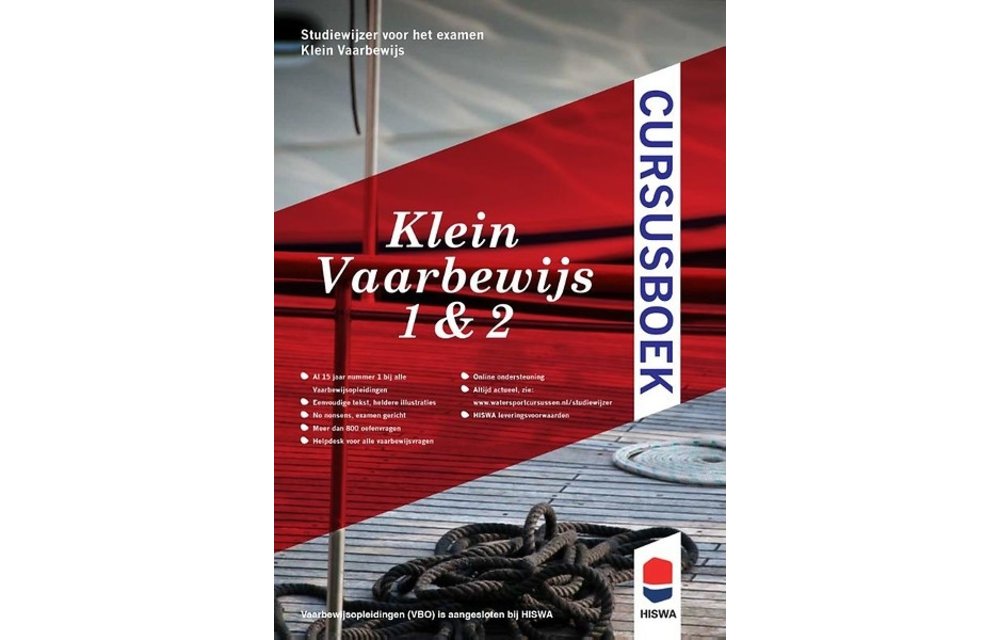 Studiewijzer voor het examen
Klein Vaarbewijs
CURSUSBOEK
Klein
Vaarbewijs
1 & 2
Al 15 jaar nummer 1 bij alle
Vaarbewijsopleidingen
Eenvoudige tekst, heldere illustraties
No nonsens, examen gericht
Meer dan 800 oefenvragen
Helpdesk voor alle vaarbewijsvragen
Online ondersteuning
Altijd actueel, zie:
www.watersportcursussen.nl/studiewijzer
HISWA leveringsvoorwaarden
Vaarbewijsopleidingen (VBO) is aangesloten bij HISWA
HISWA